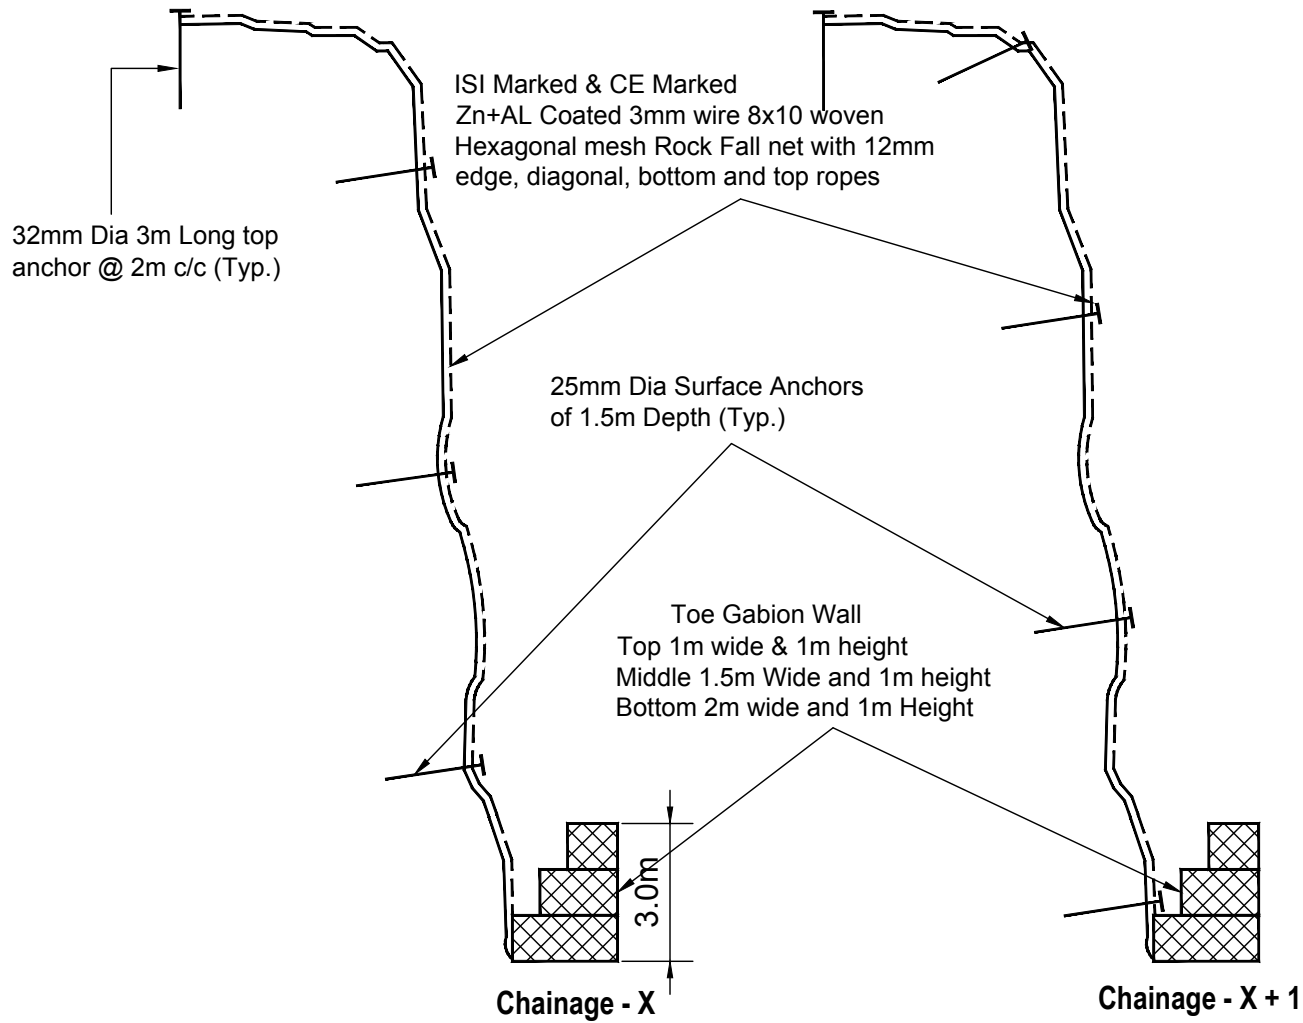 ISI Marked & CE Marked
Zn+AL Coated 3mm wire 8x10 woven
Hexagonal mesh Rock Fall net with 12mm
edge, diagonal, bottom and top ropes
32mm Dia 3m Long top
anchor @ 2m c/c (Typ.)
25mm Dia Surface Anchors
of 1.5m Depth (Typ.)
Toe Gabion Wall
Top 1m wide & 1m height
Middle 1.5m Wide and 1m height
Bottom 2m wide and 1m Height
3.0m
Chainage - X
Chainage - X + 1